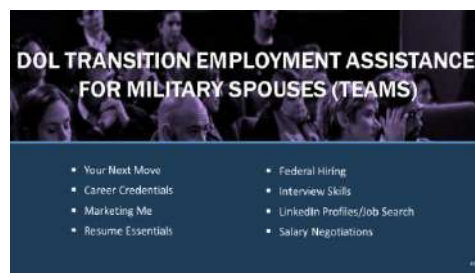 DOL TRANSITION EMPLOYMENT ASSISTANCE
FOR MILITARY SPOUSES (TEAMS)
▪ Your Next Move
▪ Career Credentials
▪ Marketing Me
▪ Resume Essentials
▪ Federal Hiring
▪ Interview Skills
▪ LinkedIn Profiles/Job Search
▪ Salary Negotiations